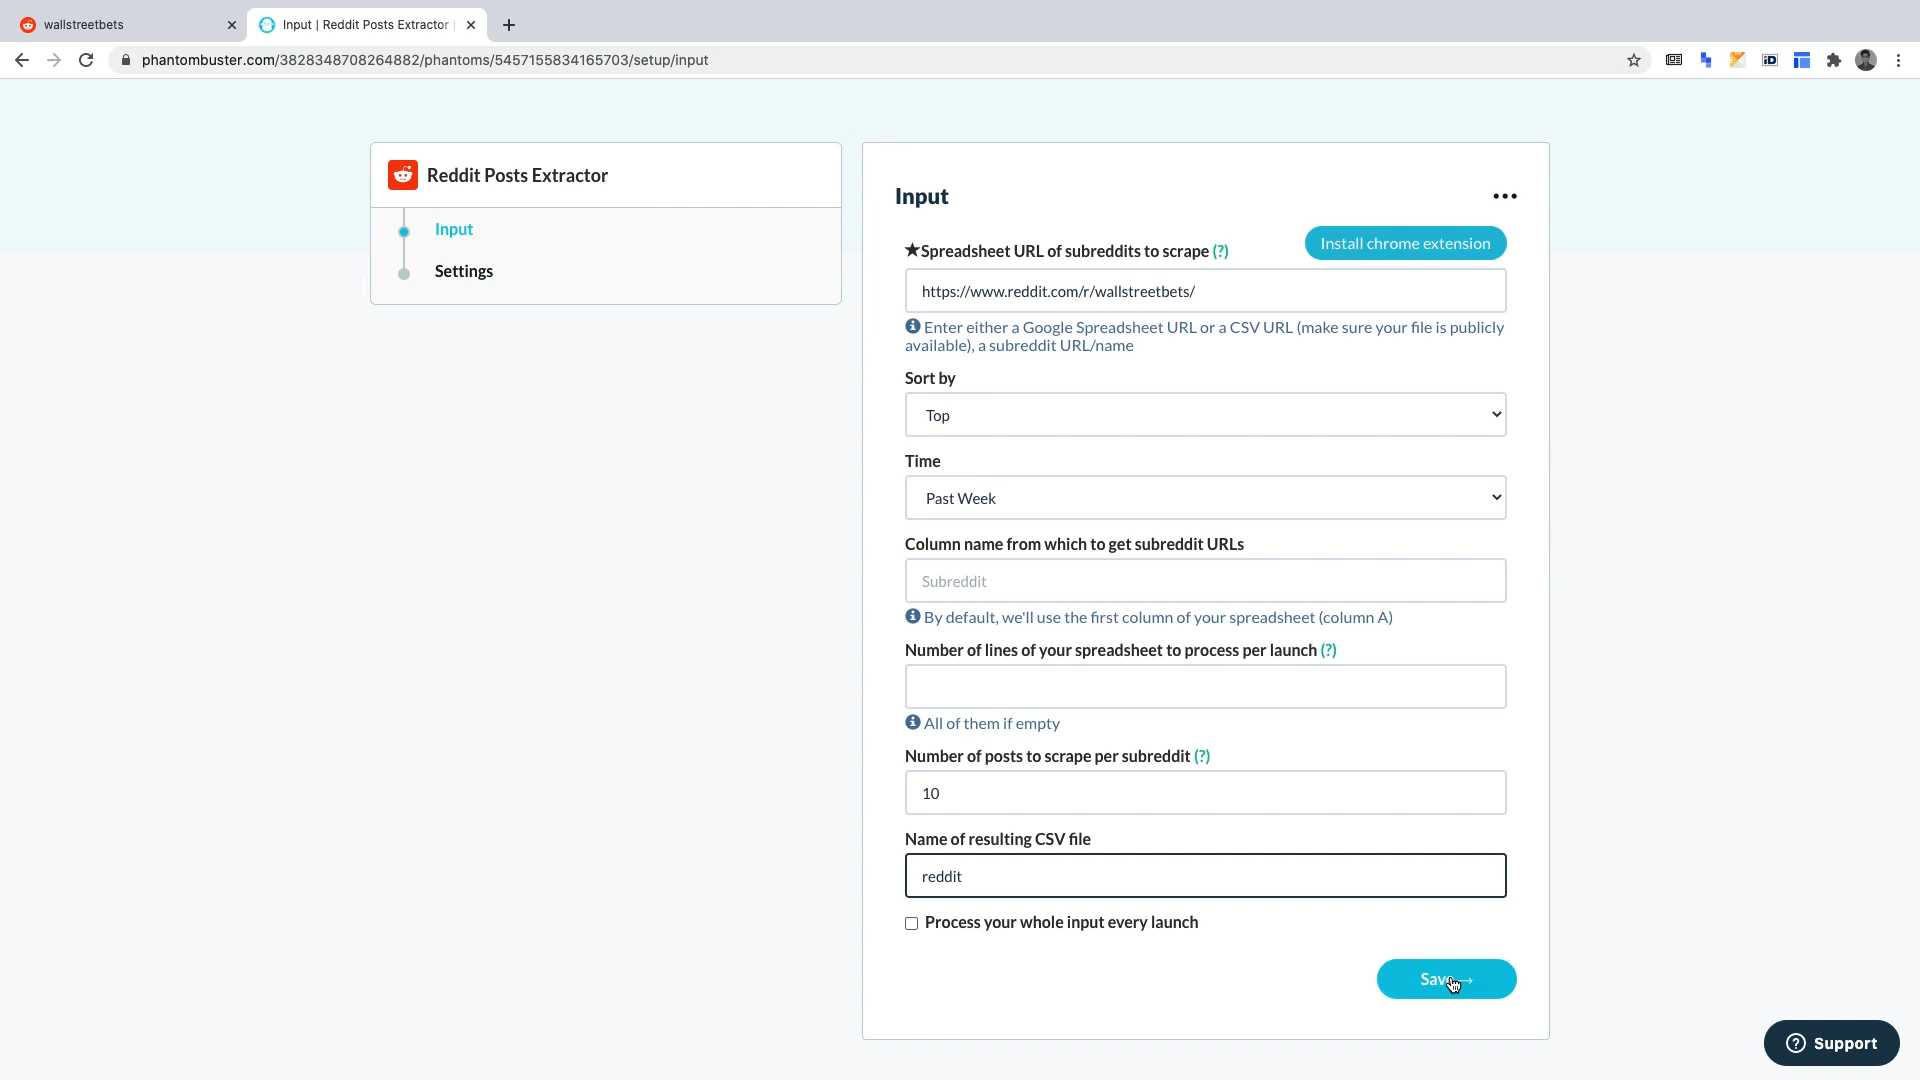 wallstreetbets
Input | Reddit Posts Extractor |
phantombuster.com/3828348708264882/phantoms/5457155834165703/setup/input
Reddit Posts Extractor
Input
Settings
Input
Install chrome extension
★Spreadsheet URL of subreddits to scrape (?)
https://www.reddit.com/r/wallstreetbets/
Enter either a Google Spreadsheet URL or a CSV URL (make sure your file is publicly
available), a subreddit URL/name
Sort by
Top
Time
Past Week
Column name from which to get subreddit URLs
Subreddit
By default, we'll use the first column of your spreadsheet (column A)
Number of lines of your spreadsheet to process per launch (?)
All of them if empty
Number of posts to scrape per subreddit (?)
10
Name of resulting CSV file
reddit
Process your whole input every launch
Save →
Support